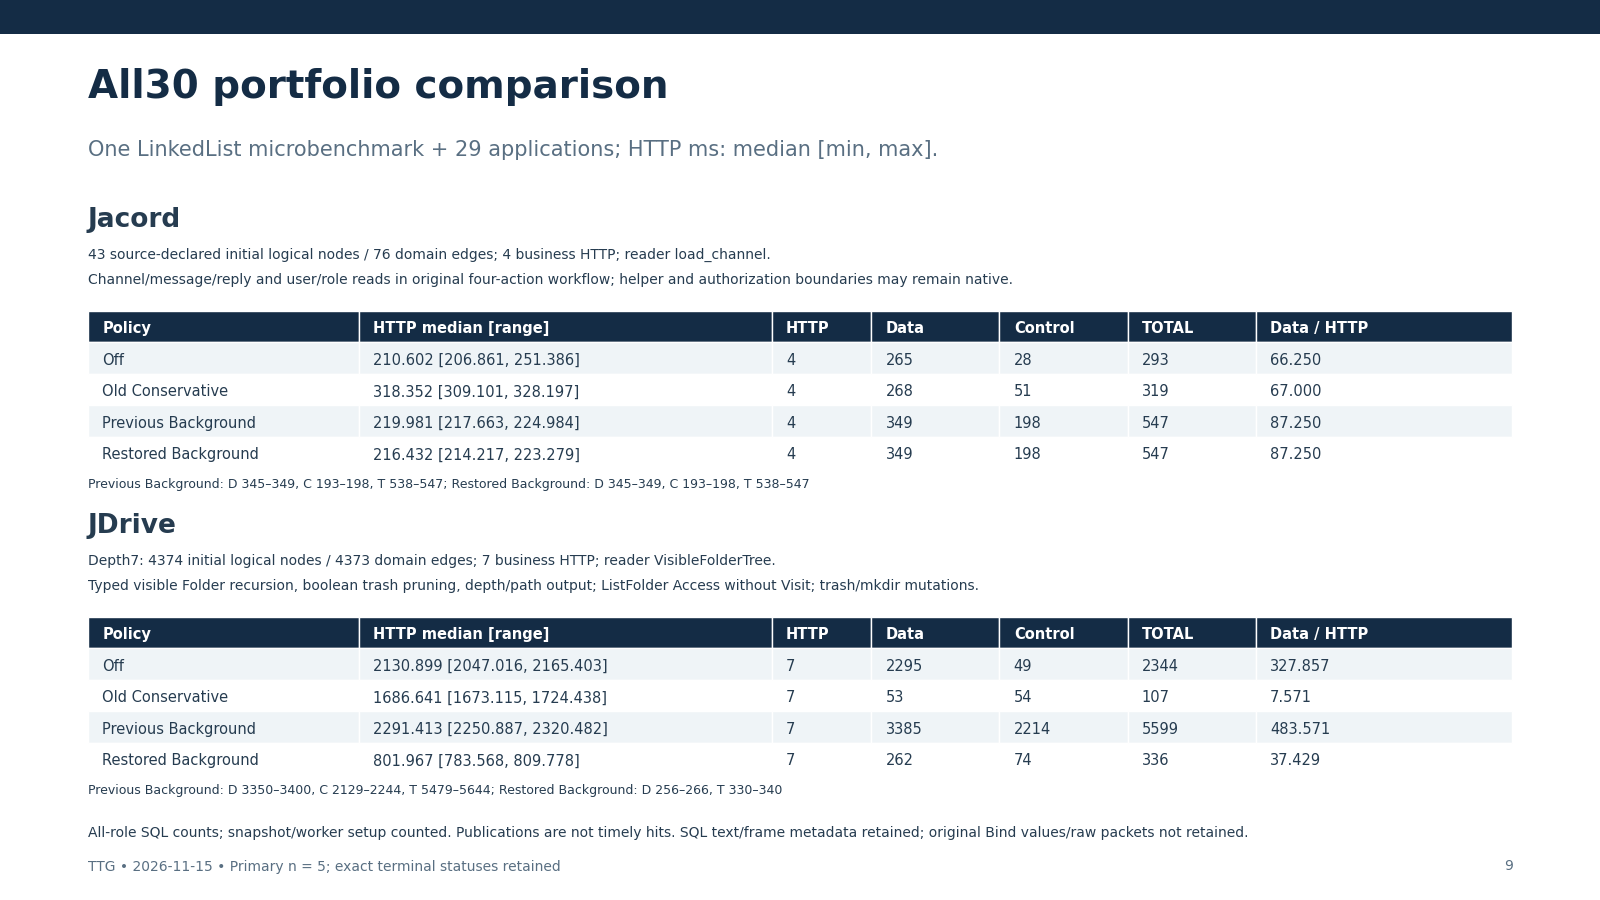 All30 portfolio comparison
One LinkedList microbenchmark + 29 applications; HTTP ms: median [min, max].
Jacord
43 source-declared initial logical nodes / 76 domain edges; 4 business HTTP; reader load_channel.
Channel/message/reply and user/role reads in original four-action workflow; helper and authorization boundaries may remain native.
Policy HTTP median [range] HTTP Data Control TOTAL Data / HTTP
Off 210.602 [206.861, 251.386] 4 265 28 293 66.250
Old Conservative 318.352 [309.101, 328.197] 4 268 51 319 67.000
Previous Background 219.981 [217.663, 224.984] 4 349 198 547 87.250
Restored Background 216.432 [214.217, 223.279] 4 349 198 547 87.250
Previous Background: D 345–349, C 193–198, T 538–547; Restored Background: D 345–349, C 193–198, T 538–547
JDrive
Depth7: 4374 initial logical nodes / 4373 domain edges; 7 business HTTP; reader VisibleFolderTree.
Typed visible Folder recursion, boolean trash pruning, depth/path output; ListFolder Access without Visit; trash/mkdir mutations.
Policy HTTP median [range] HTTP Data Control TOTAL Data / HTTP
Off 2130.899 [2047.016, 2165.403] 7 2295 49 2344 327.857
Old Conservative 1686.641 [1673.115, 1724.438] 7 53 54 107 7.571
Previous Background 2291.413 [2250.887, 2320.482] 7 3385 2214 5599 483.571
Restored Background 801.967 [783.568, 809.778] 7 262 74 336 37.429
Previous Background: D 3350–3400, C 2129–2244, T 5479–5644; Restored Background: D 256–266, T 330–340
All-role SQL counts; snapshot/worker setup counted. Publications are not timely hits. SQL text/frame metadata retained; original Bind values/raw packets not retained.
TTG • 2026-11-15 • Primary n = 5; exact terminal statuses retained 9